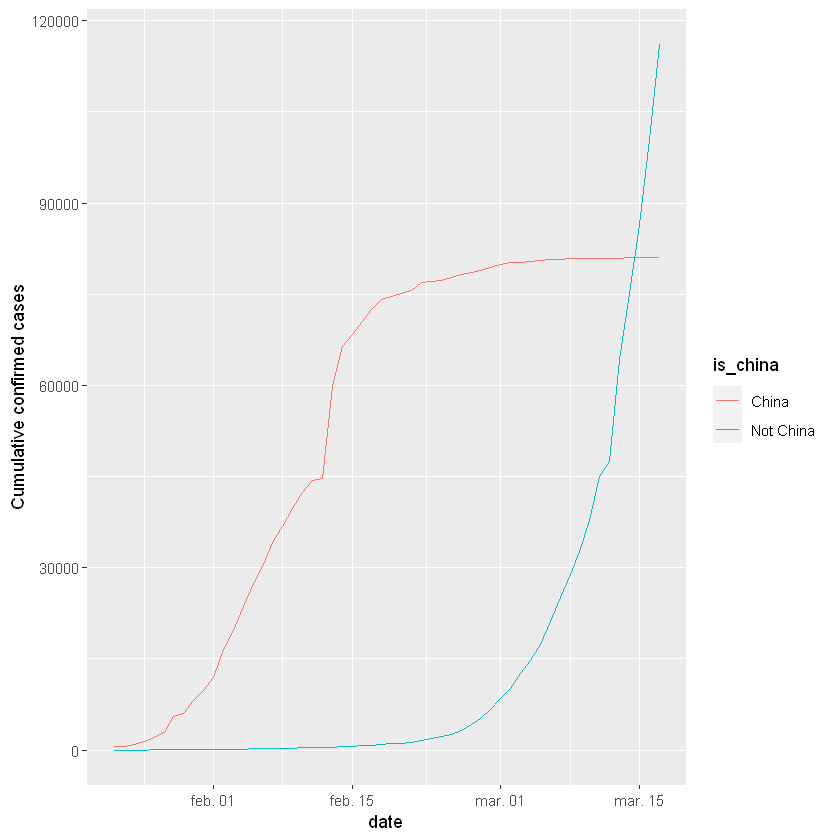 120000
90000
60000
30000
0
Cumulative confirmed cases
feb. 01
feb. 15
mar. 01
mar. 15
date
is_china
China
Not China